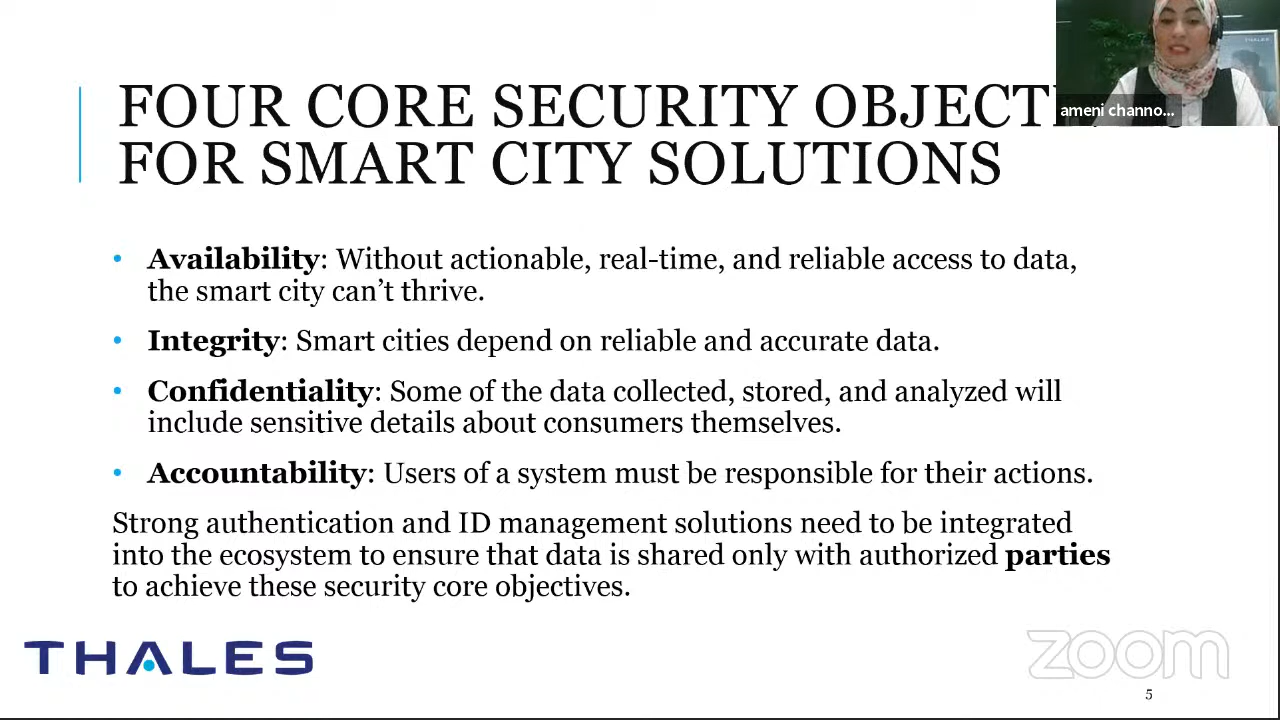 FOUR CORE SECURITY
FOR SMART CITY SOLUTIONS
THALES
ameni channo...
• Availability: Without actionable, real-time, and reliable access to data,
the smart city can’t thrive.
• Integrity: Smart cities depend on reliable and accurate data.
• Confidentiality: Some of the data collected, stored, and analyzed will
include sensitive details about consumers themselves.
• Accountability: Users of a system must be responsible for their actions.
Strong authentication and ID management solutions need to be integrated
into the ecosystem to ensure that data is shared only with authorized parties
to achieve these security core objectives.
THALES
zoom
5